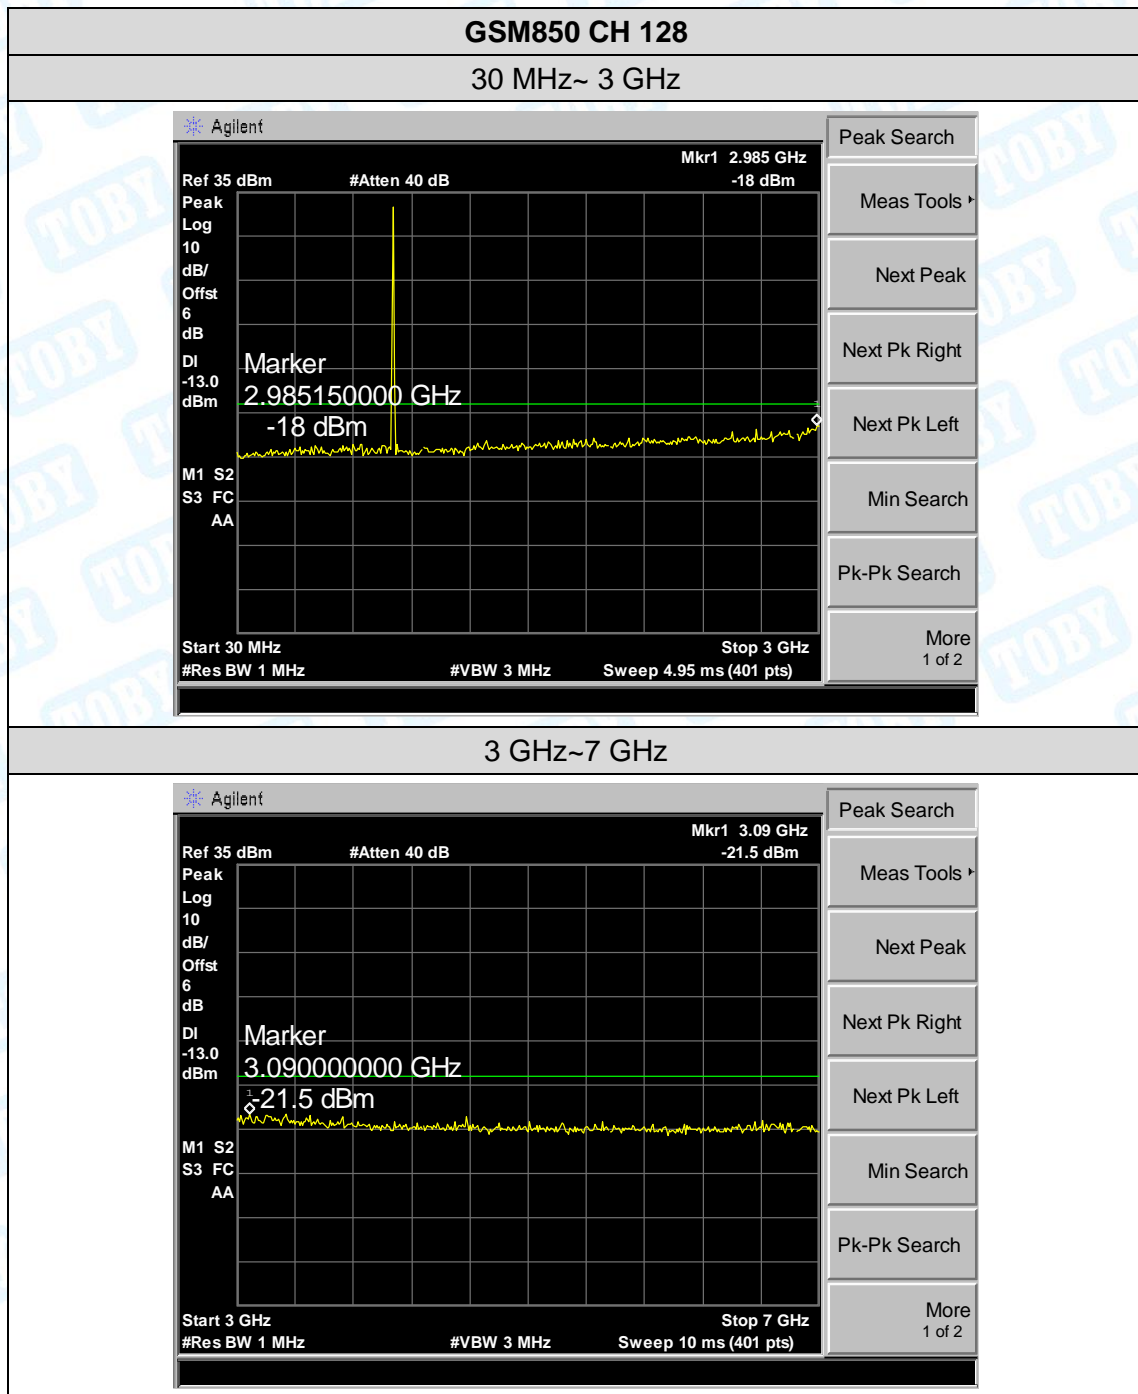 GSM850 CH 128
30 MHz~ 3 GHz
Agilent
Peak Search
Mkr1 2.985 GHz
Ref 35 dBm #Atten 40 dB -18 dBm
Peak
Log
10
dB/
Offst
6
dB
DI
-13.0
dBm
Marker
2.985150000 GHz
-18 dBm
1
M1 S2
S3 FC
AA
Start 30 MHz Stop 3 GHz
#Res BW 1 MHz #VBW 3 MHz Sweep 4.95 ms (401 pts)
Meas Tools
Next Peak
Next Pk Right
Next Pk Left
Min Search
Pk-Pk Search
More
1 of 2
3 GHz~7 GHz
Agilent
Peak Search
Mkr1 3.09 GHz
Ref 35 dBm #Atten 40 dB -21.5 dBm
Peak
Log
10
dB/
Offst
6
dB
DI
-13.0
dBm
Marker
3.090000000 GHz
-21.5 dBm
1
M1 S2
S3 FC
AA
Start 3 GHz Stop 7 GHz
#Res BW 1 MHz #VBW 3 MHz Sweep 10 ms (401 pts)
Meas Tools
Next Peak
Next Pk Right
Next Pk Left
Min Search
Pk-Pk Search
More
1 of 2
TOBY